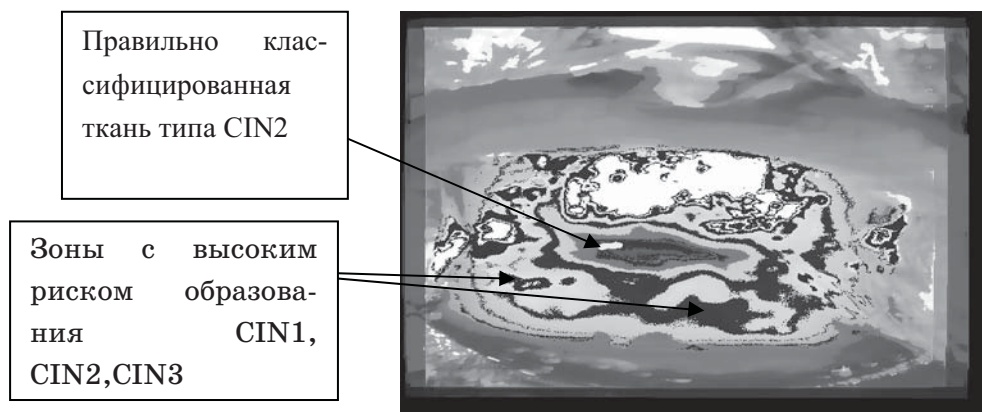 Правильно клас-
сифицированная
ткань типа CIN2
Зоны с высоким
риском образова-
ния CIN1,
CIN2,CIN3